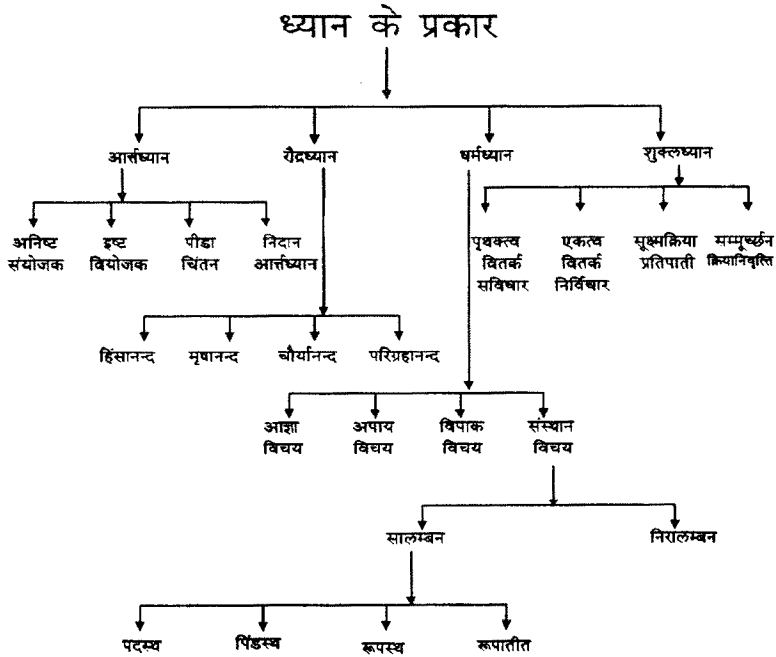 ध्यान के प्रकार
आर्त्तध्यान
रौद्रध्यान
धर्मध्यान
शुक्लध्यान
अनिष्ट
संयोजक
इष्ट
वियोजक
पीडा
चिंतन
निदान
आर्त्तध्यान
पृथक्त्व
वितर्क
सविचार
एकत्व
वितर्क
निर्विचार
सूक्ष्मक्रिया
प्रतिपाती
सम्मूर्च्छन
क्रियानिवृत्ति
हिंसानन्द
मृषानन्द
चौर्यानन्द
परिग्रहानन्द
आज्ञा
विचय
अपाय
विचय
विपाक
विचय
संस्थान
विचय
सालम्बन
निरालम्बन
पदस्थ
पिंडस्थ
रूपस्थ
रूपातीत